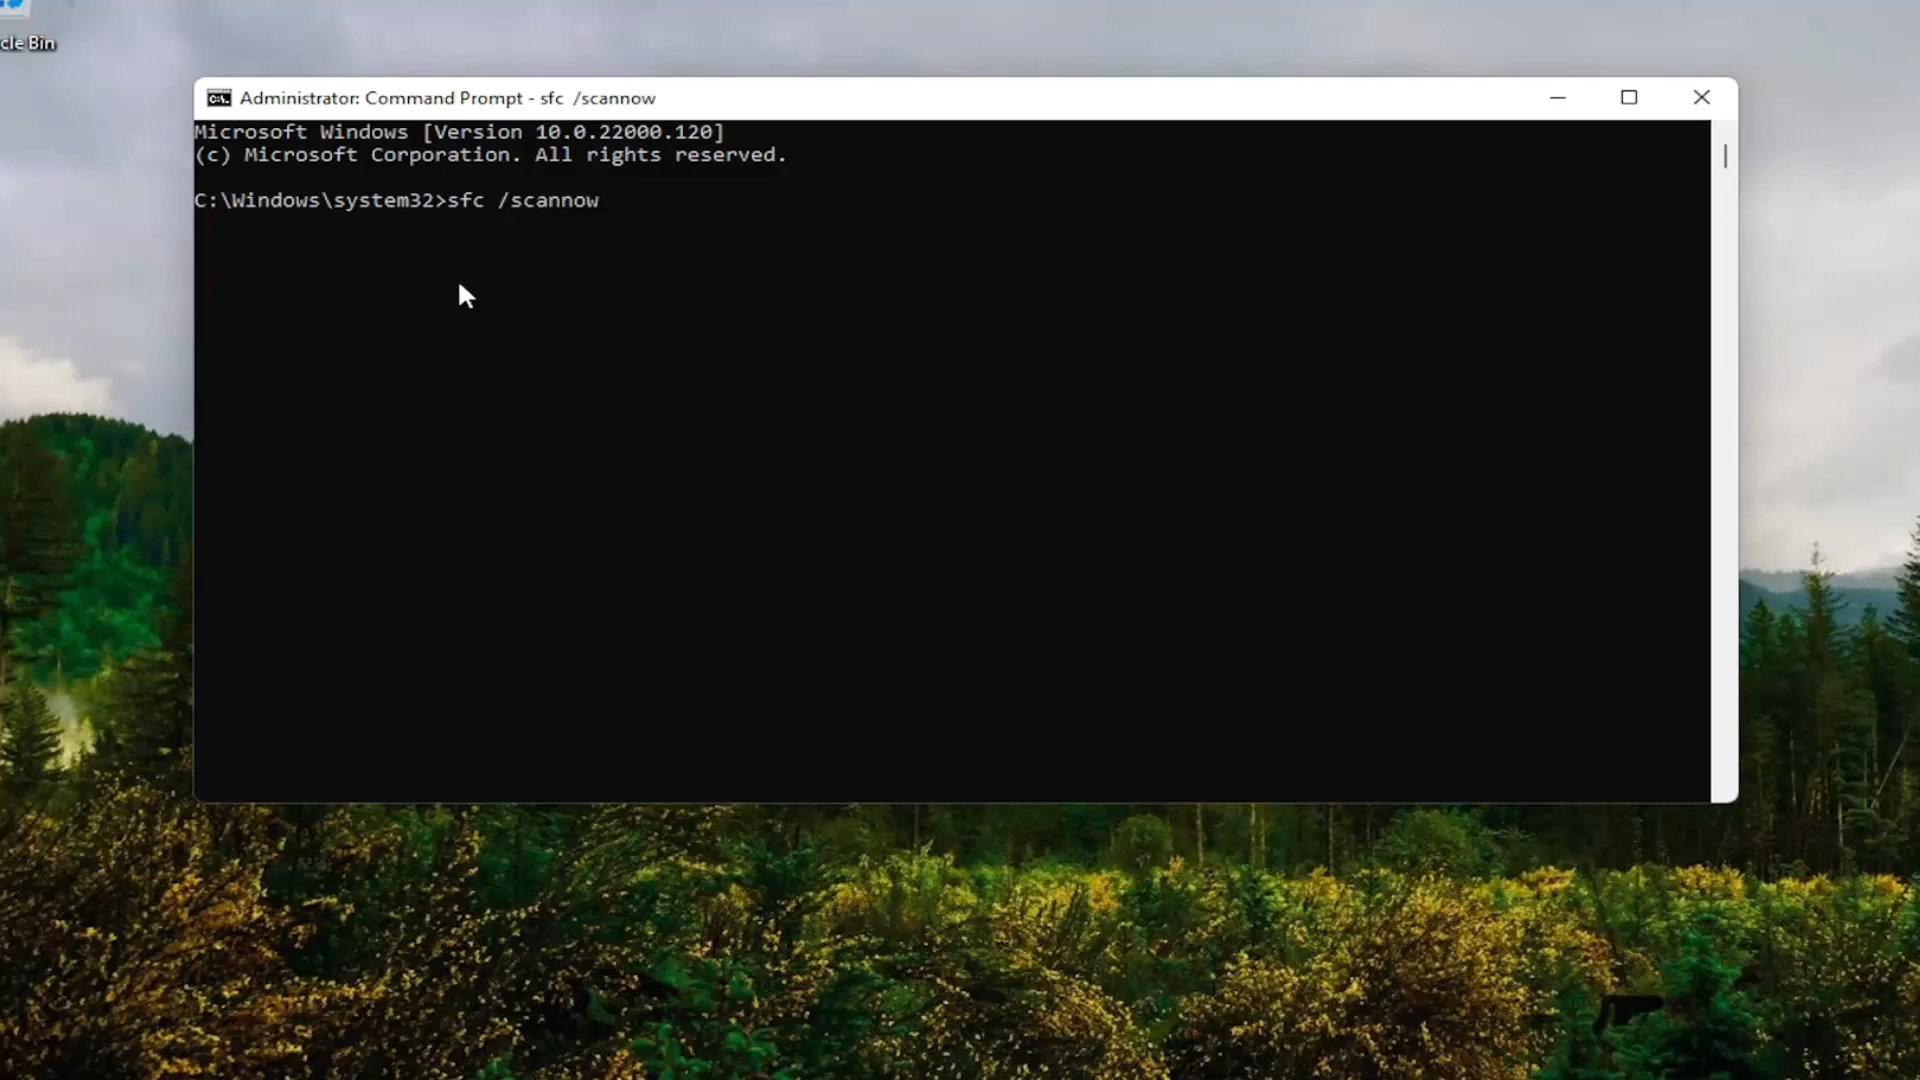 cle Bin
Administrator: Command Prompt - sfc  /scannow
Microsoft Windows [Version 10.0.22000.120]
(c) Microsoft Corporation. All rights reserved.
C:\Windows\system32>sfc /scannow